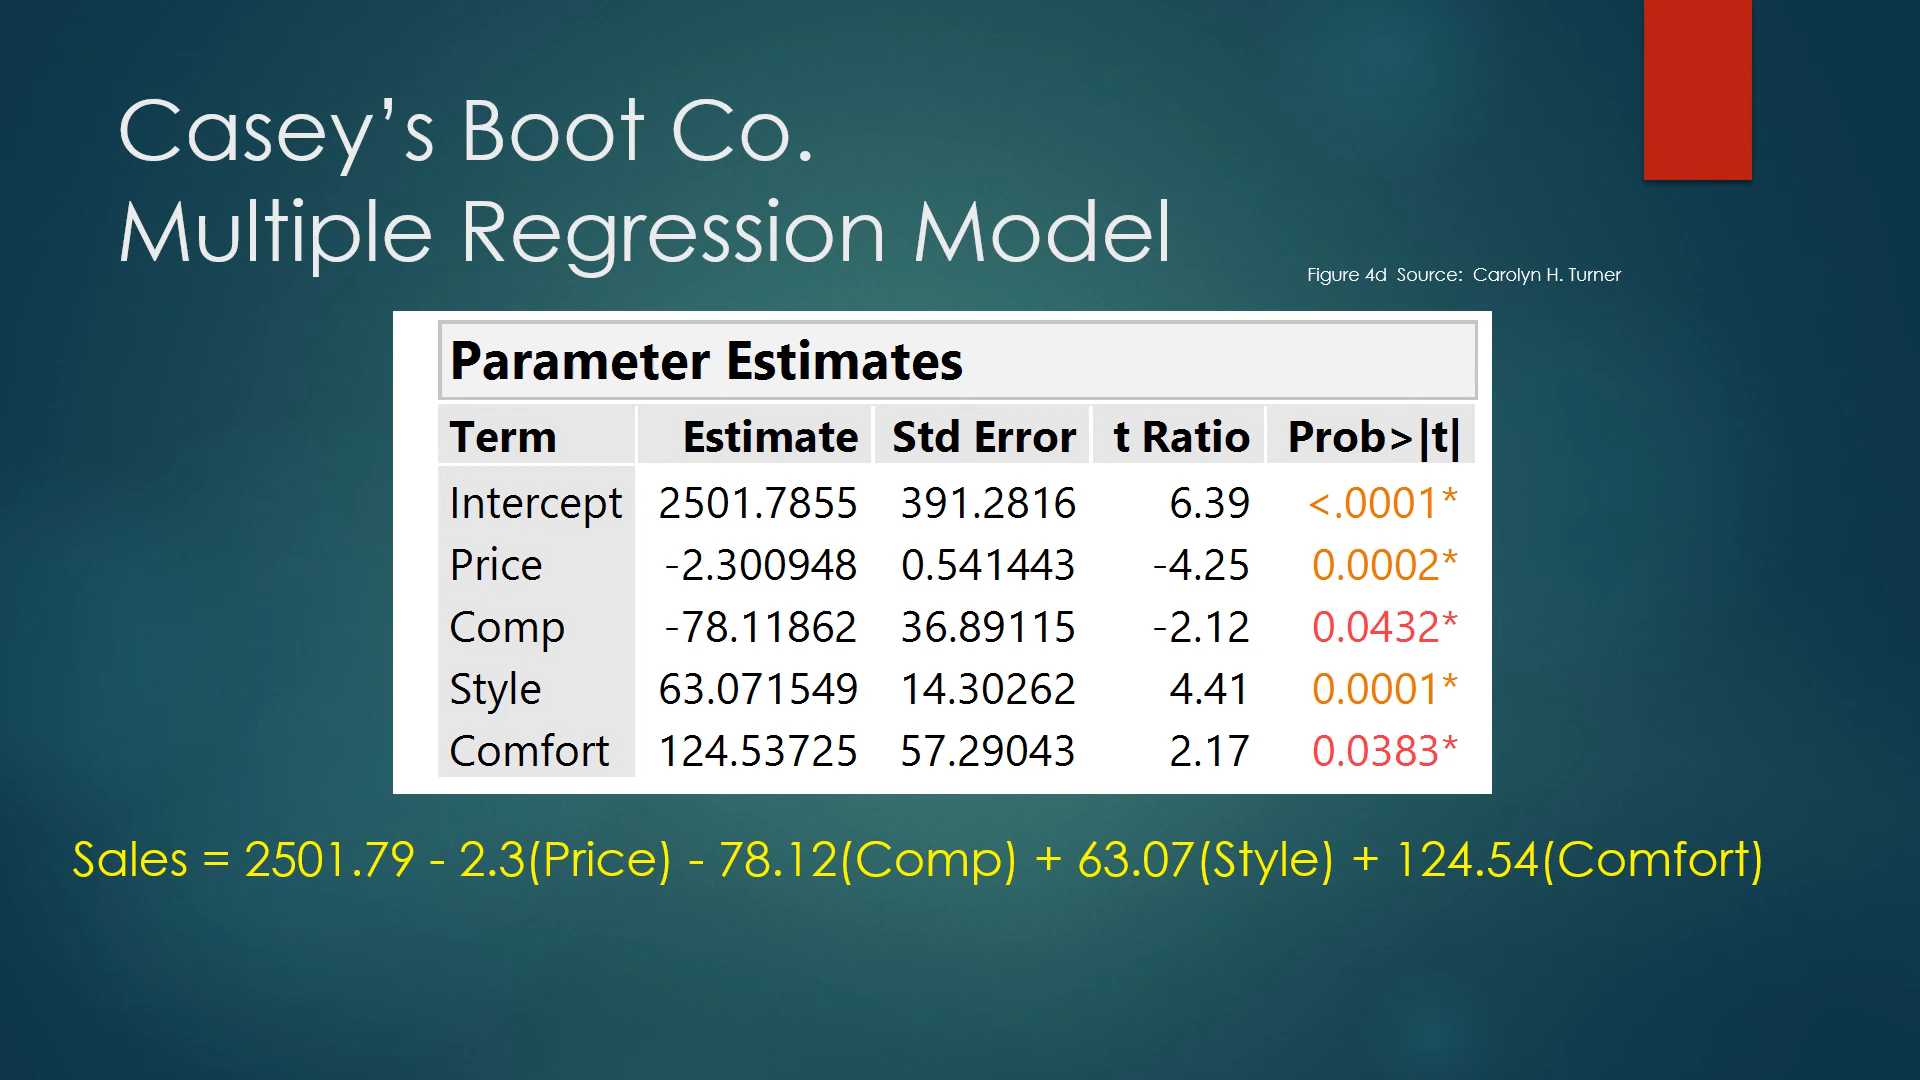 Casey’s Boot Co.
Multiple Regression Model
Figure 4d Source: Carolyn H. Turner
Parameter Estimates
Term Estimate Std Error t Ratio Prob>|t|
Intercept 2501.7855 391.2816 6.39 <.0001*
Price -2.300948 0.541443 -4.25 0.0002*
Comp -78.11862 36.89115 -2.12 0.0432*
Style 63.071549 14.30262 4.41 0.0001*
Comfort 124.53725 57.29043 2.17 0.0383*
Sales = 2501.79 - 2.3(Price) - 78.12(Comp) + 63.07(Style) + 124.54(Comfort)